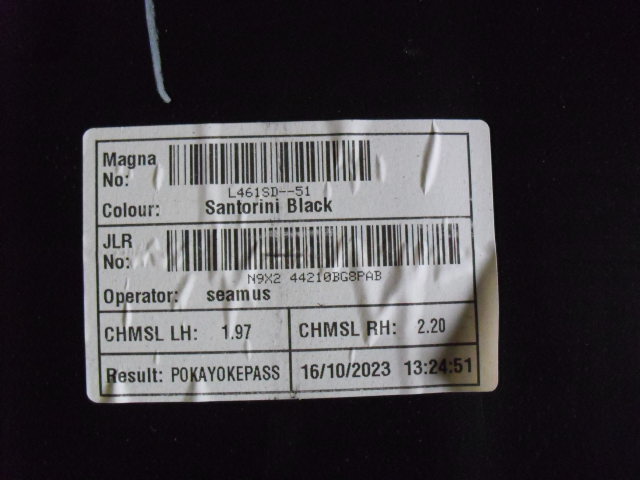 Magna No:
L461SD--51
Colour: Santorini Black
JLR No:
N9X2 44210BG8PAB
Operator: seamus
CHMSL LH: 1.97 CHMSL RH: 2.20
Result: POKAYOKEPASS 16/10/2023 13:24:51